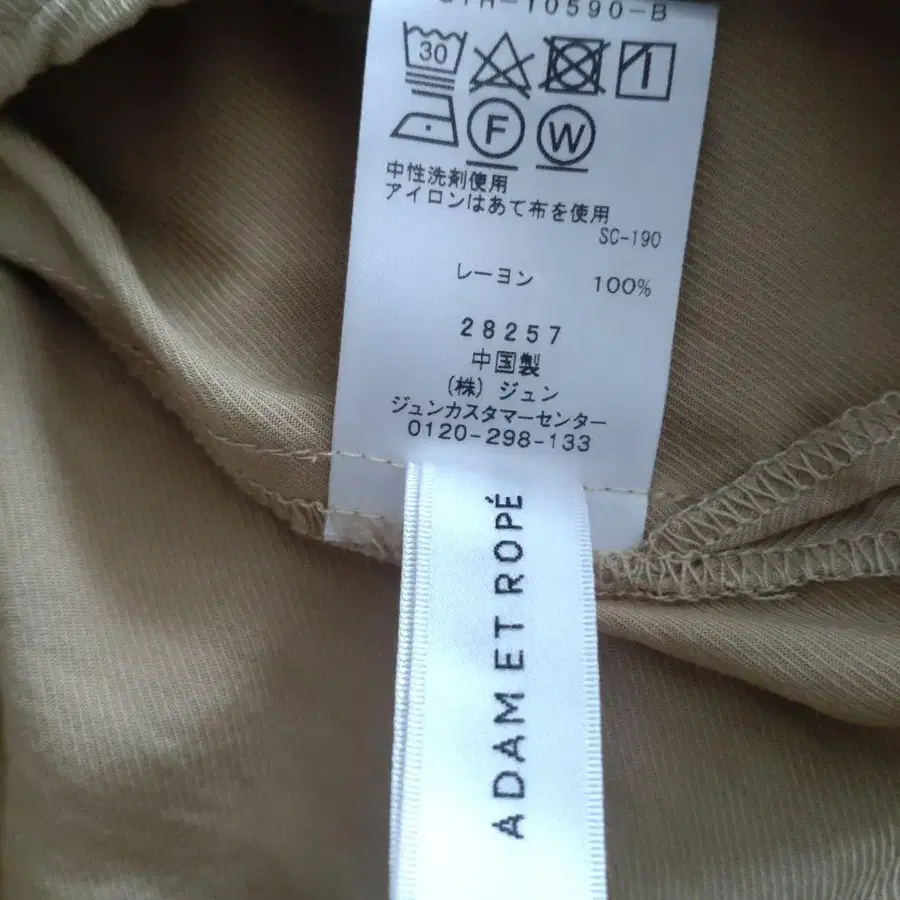 10590-B
30
F W
中性洗剤使用
アイロンはあて布を使用
SC-190
レーヨン 100%
28257
中国製
(株) ジュン
ジュンカスタマーセンター
0120-298-133
ADAM ET ROPÉ